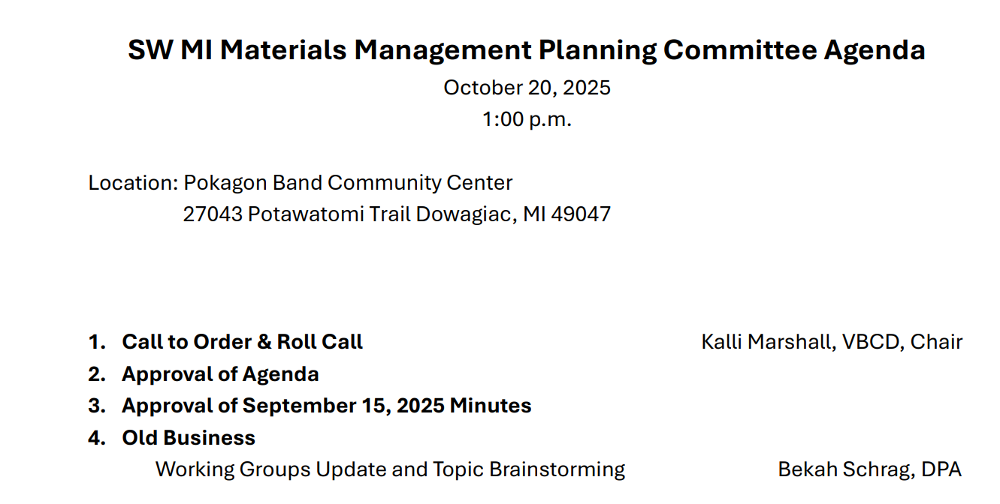 SW MI Materials Management Planning Committee Agenda
October 20, 2025
1:00 p.m.
Location: Pokagon Band Community Center
27043 Potawatomi Trail Dowagiac, MI 49047
1. Call to Order & Roll Call Kalli Marshall, VBCD, Chair
2. Approval of Agenda
3. Approval of September 15, 2025 Minutes
4. Old Business
Working Groups Update and Topic Brainstorming Bekah Schrag, DPA